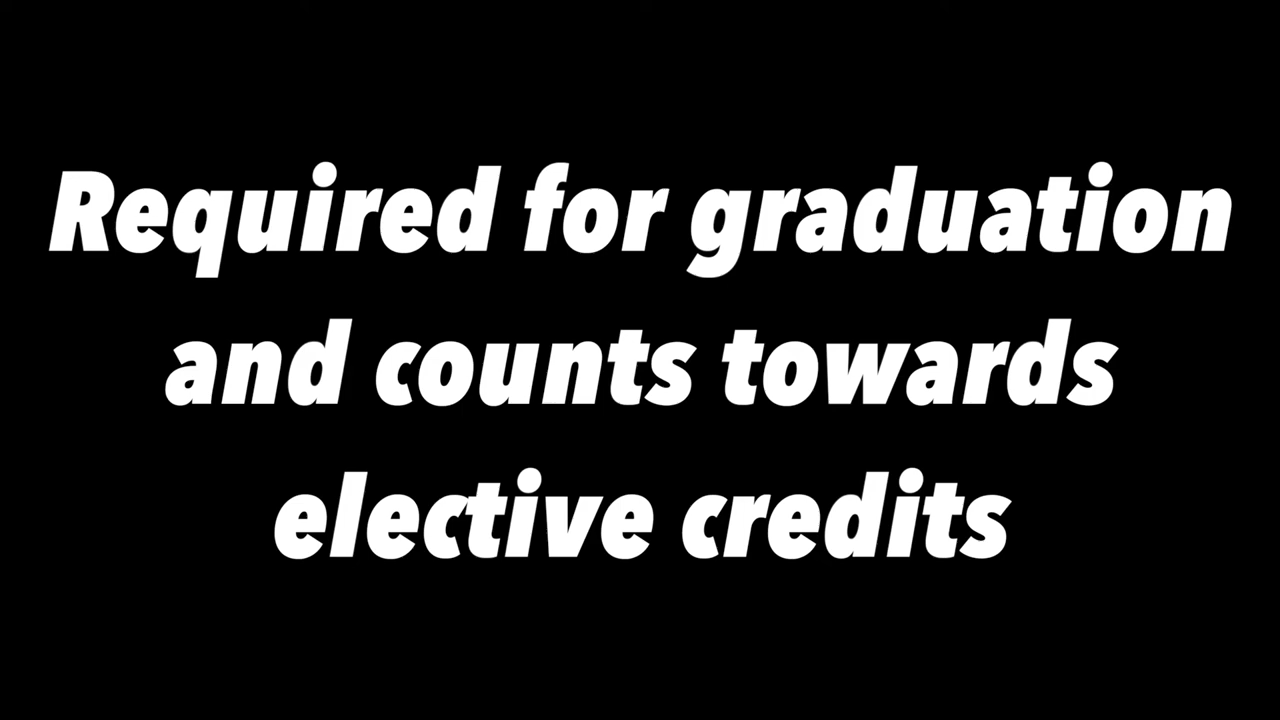 Required for graduation
and counts towards
elective credits